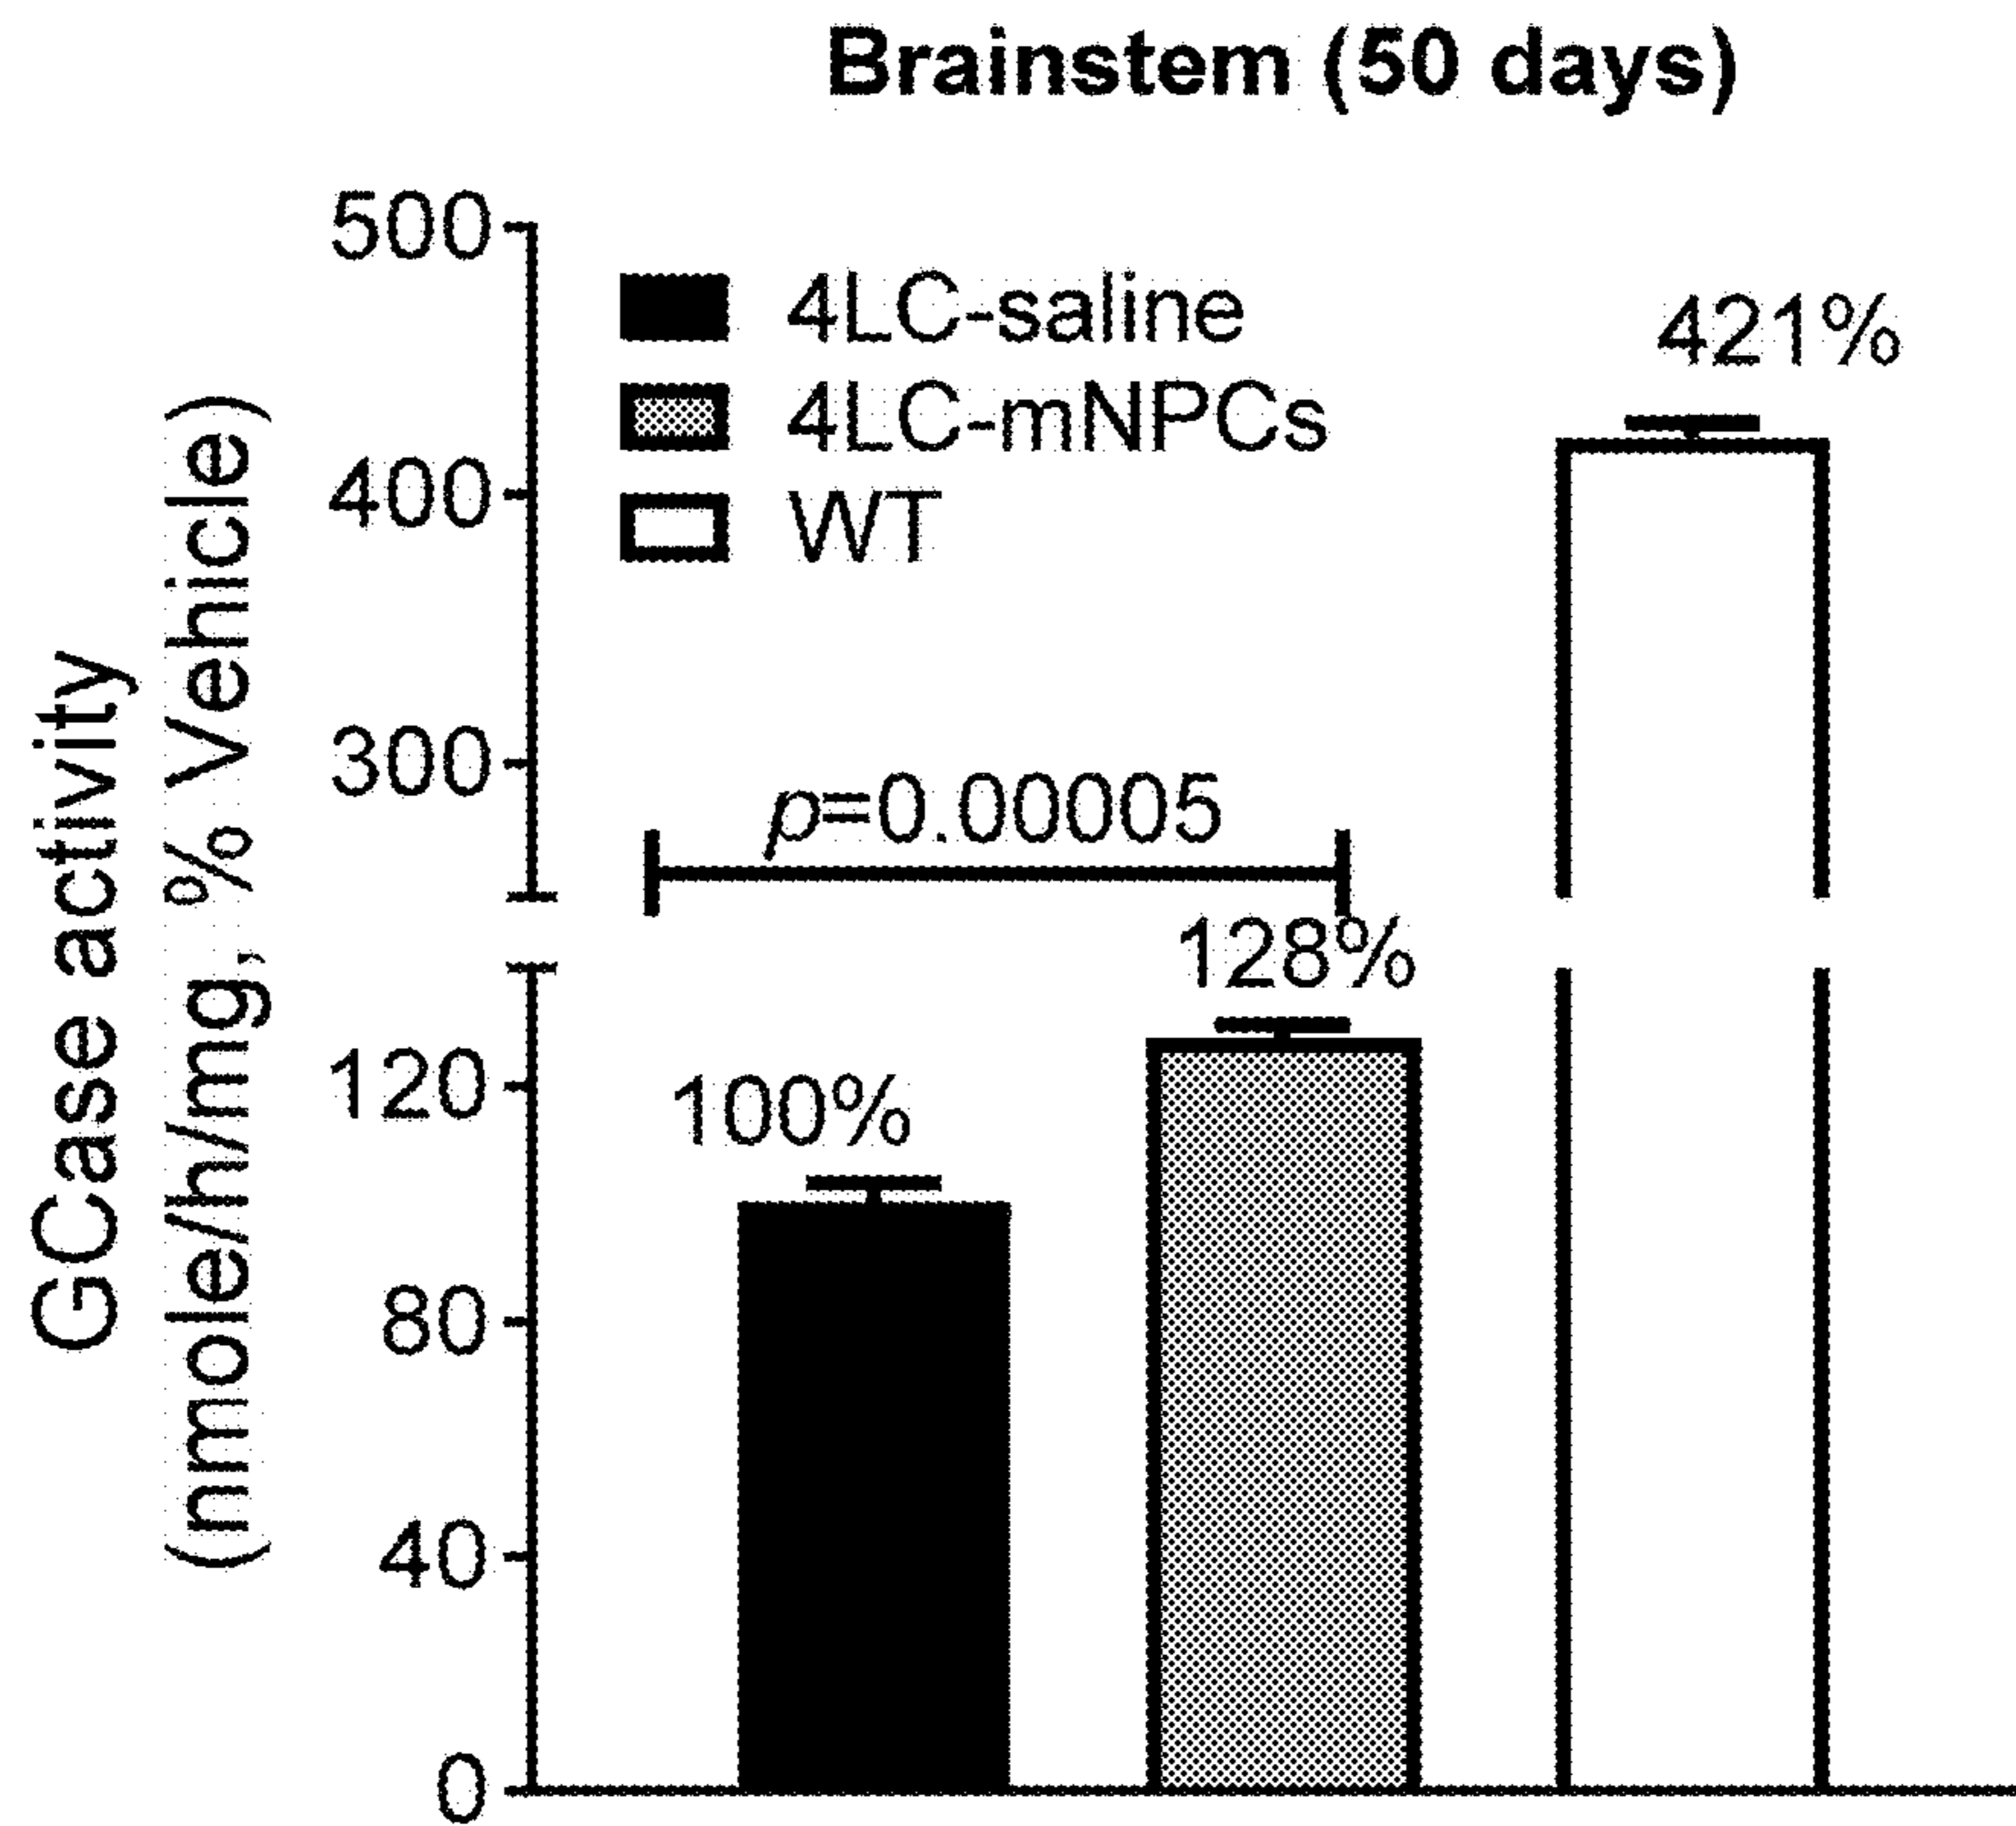 Brainstem (50 days)
GCase activity
(nmole/h/mg, % Vehicle)
500
400
300
120
80
40
0
4LC-saline
4LC-mNPCs
WT
421%
p=0.00005
128%
100%